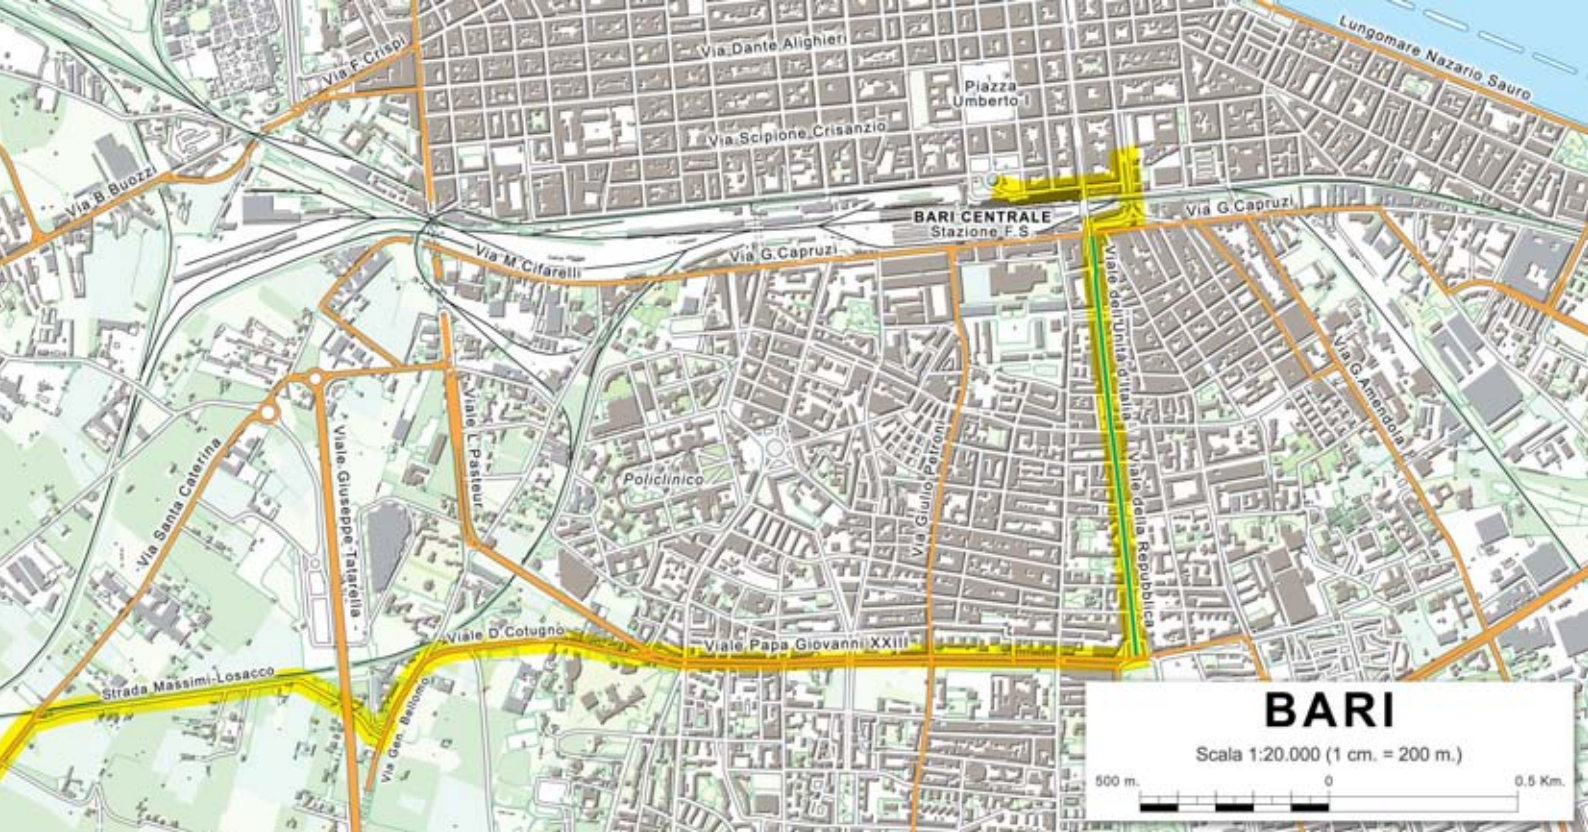 Lungomare Nazario Sauro
Via F.Crispi
Via Dante Alighieri
Piazza
Umberto I
Via Scipione Crisanzio
Via B.Buozzi
BARI CENTRALE
Stazione F.S.
Via G.Capruzi
Via M.Cifarelli
Via G.Capruzi
Viale dell'Unità d'Italia
Via G.Amendola
Viale L.Pasteur
Viale Giuseppe Tatarella
Via Santa Caterina
Policlinico
Via Giulio Petroni
Viale della Repubblica
Viale D.Cotugno
Viale Papa Giovanni XXIII
Strada Massimi-Losacco
Via Gen. Bellomo
BARI
Scala 1:20.000 (1 cm. = 200 m.)
500 m. 0 0.5 Km.